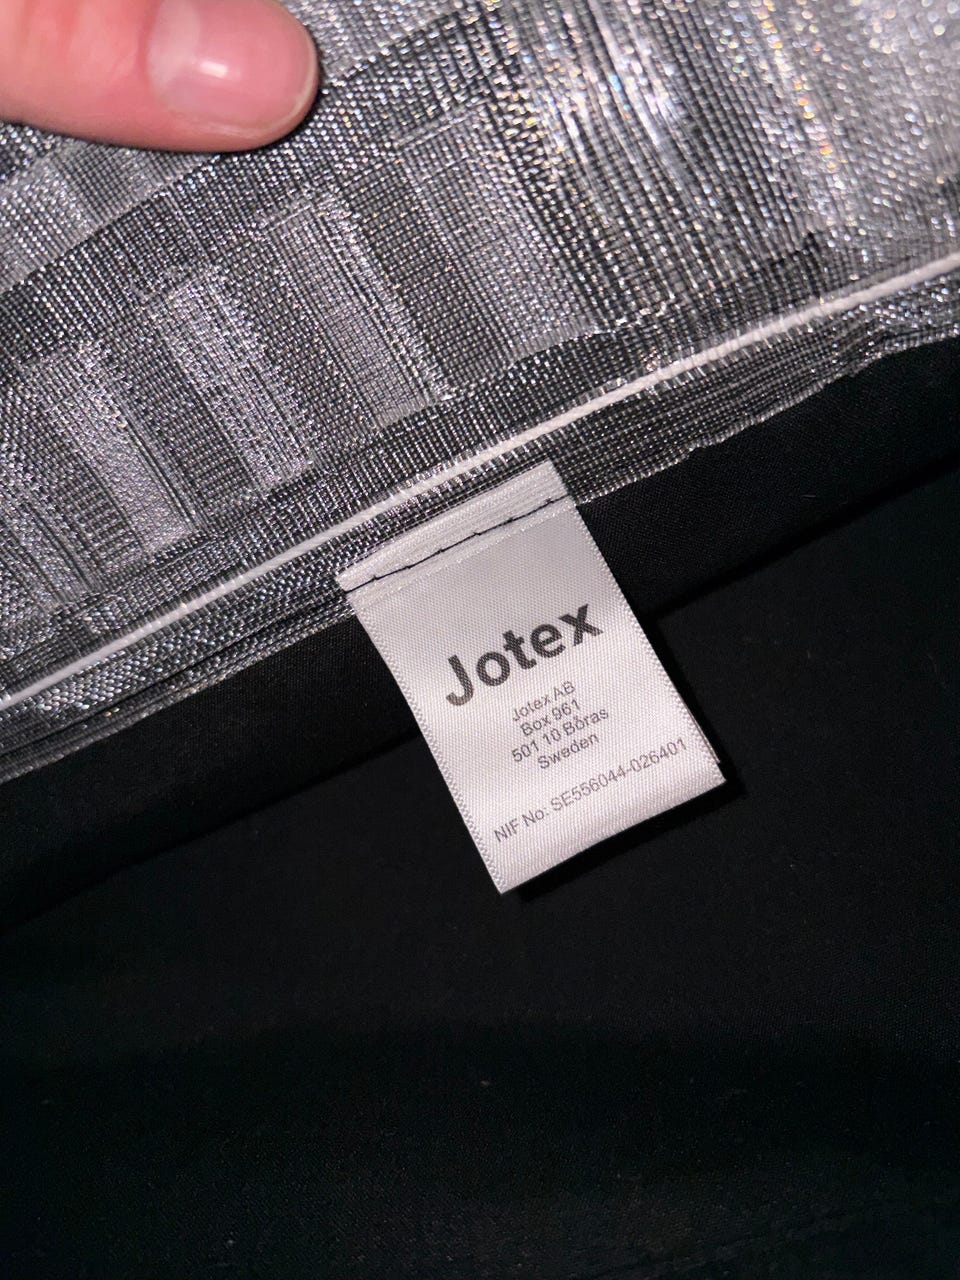 Jotex
Jotex AB
Box 961
501 10 Borås
Sweden
NIF No: SE556044-026401